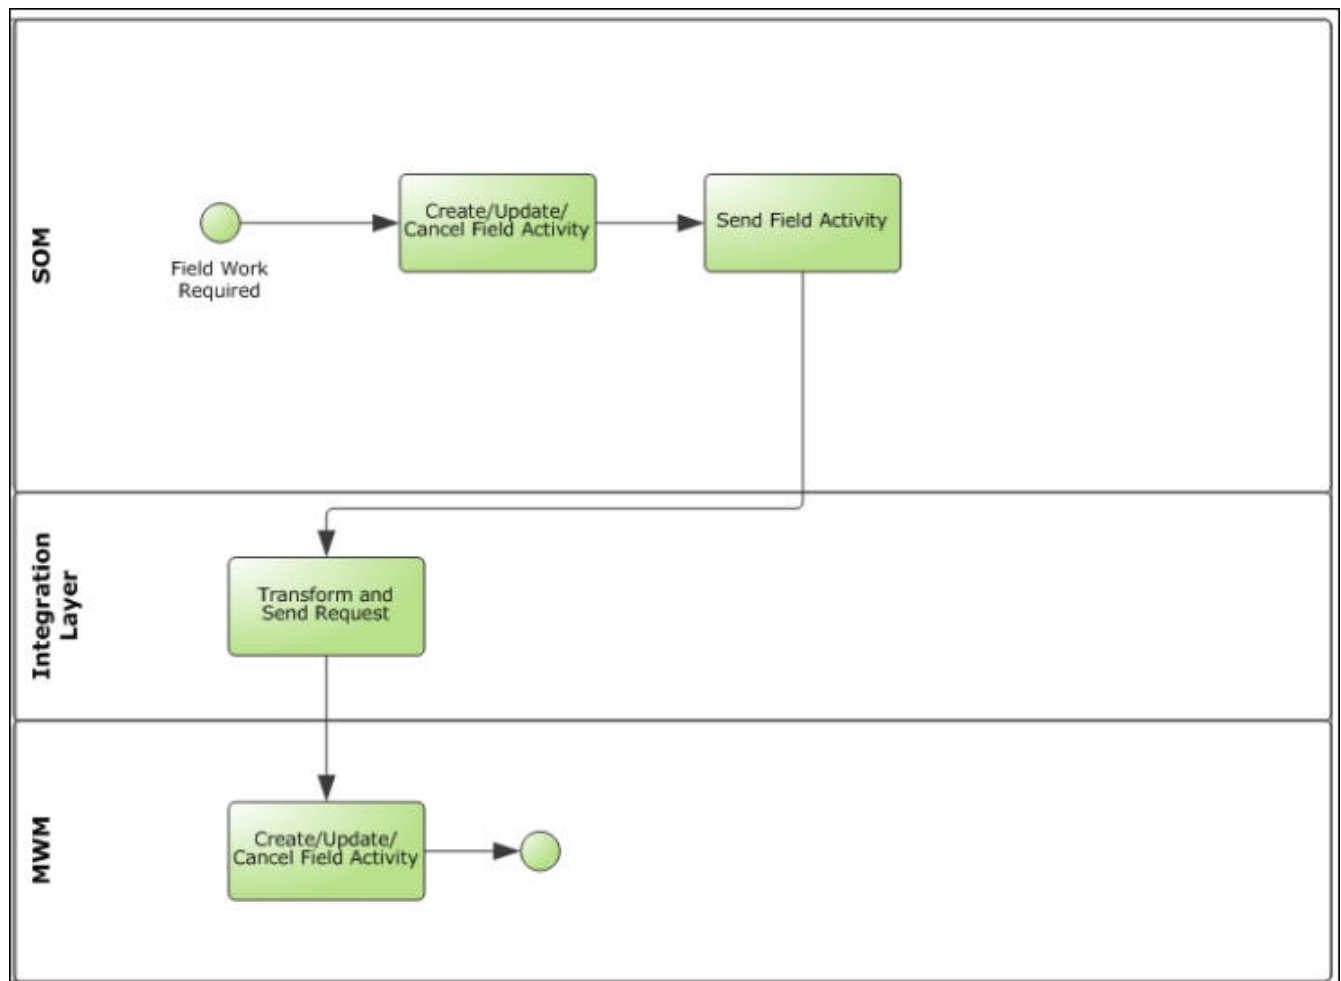 SOM
Field Work
Required
Create/Update/
Cancel Field Activity
Send Field Activity
Integration
Layer
Transform and
Send Request
MWM
Create/Update/
Cancel Field Activity